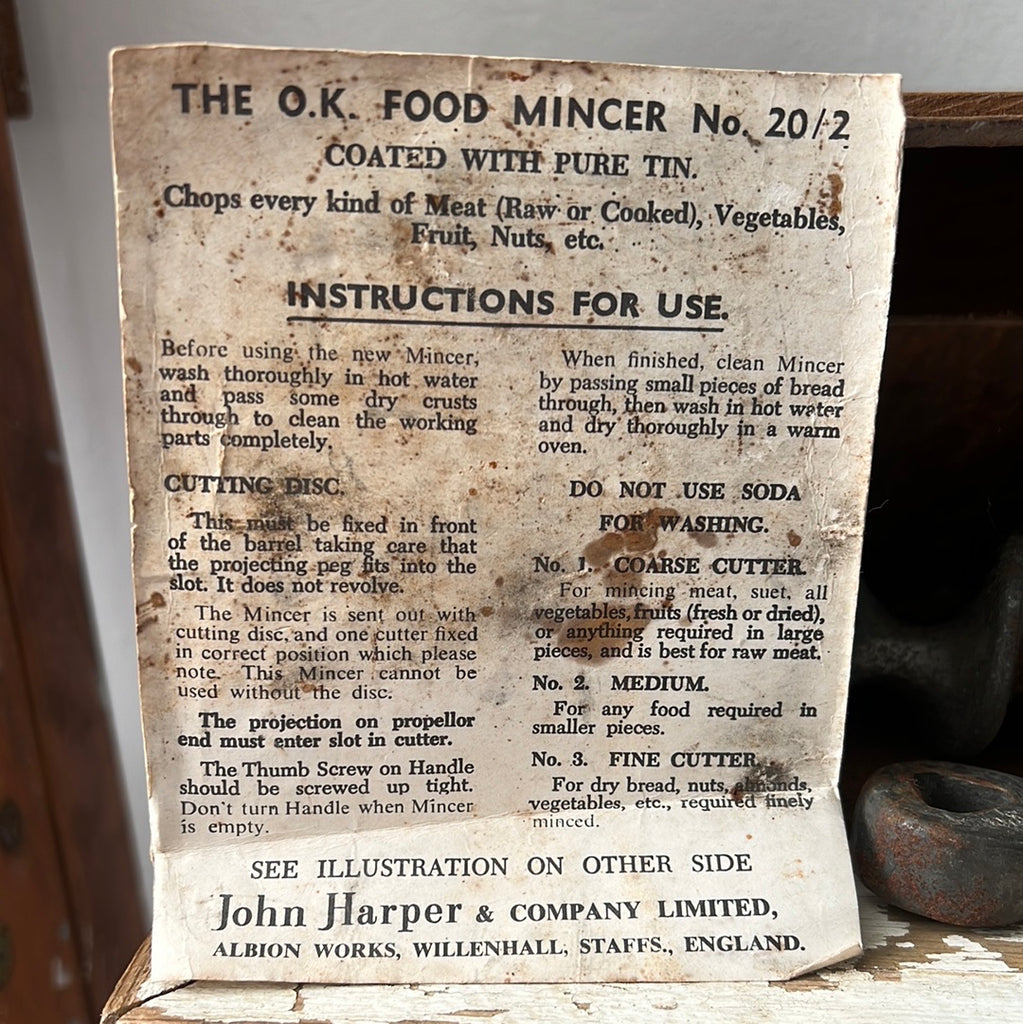 THE O.K. FOOD MINCER No. 20/2
COATED WITH PURE TIN.
Chops every kind of Meat (Raw or Cooked), Vegetables,
Fruit, Nuts, etc.
INSTRUCTIONS FOR USE.
Before using the new Mincer,
wash thoroughly in hot water
and pass some dry crusts
through to clean the working
parts completely.
CUTTING DISC.
This must be fixed in front
of the barrel taking care that
the projecting peg fits into the
slot. It does not revolve.
The Mincer is sent out with
cutting disc, and one cutter fixed
in correct position which please
note. This Mincer cannot be
used without the disc.
The projection on propellor
end must enter slot in cutter.
The Thumb Screw on Handle
should be screwed up tight.
Don't turn Handle when Mincer
is empty.
When finished, clean Mincer
by passing small pieces of bread
through, then wash in hot water
and dry thoroughly in a warm
oven.
DO NOT USE SODA
FOR WASHING.
No. 1. COARSE CUTTER.
For mincing meat, suet, all
vegetables, fruits (fresh or dried),
or anything required in large
pieces, and is best for raw meat.
No. 2. MEDIUM.
For any food required in
smaller pieces.
No. 3. FINE CUTTER.
For dry bread, nuts, almonds,
vegetables, etc., required finely
minced.
SEE ILLUSTRATION ON OTHER SIDE
John Harper & COMPANY LIMITED,
ALBION WORKS, WILLENHALL, STAFFS., ENGLAND.